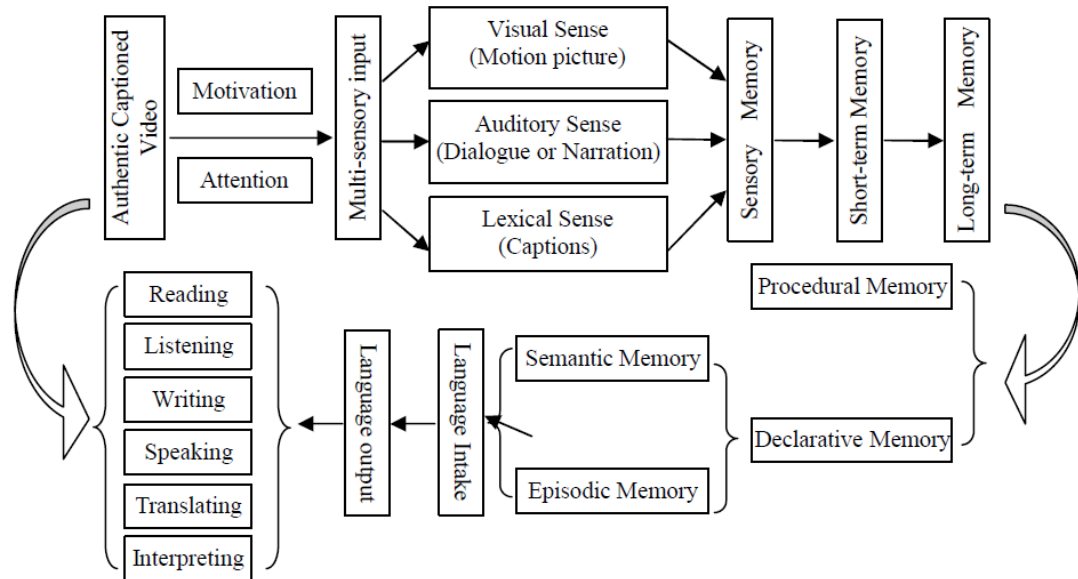 Authentic Captioned
Video
Motivation
Attention
Multi-sensory input
Visual Sense
(Motion picture)
Auditory Sense
(Dialogue or Narration)
Lexical Sense
(Captions)
Sensory Memory
Short-term Memory
Long-term Memory
Procedural Memory
Declarative Memory
Semantic Memory
Episodic Memory
Language Intake
Language output
Reading
Listening
Writing
Speaking
Translating
Interpreting